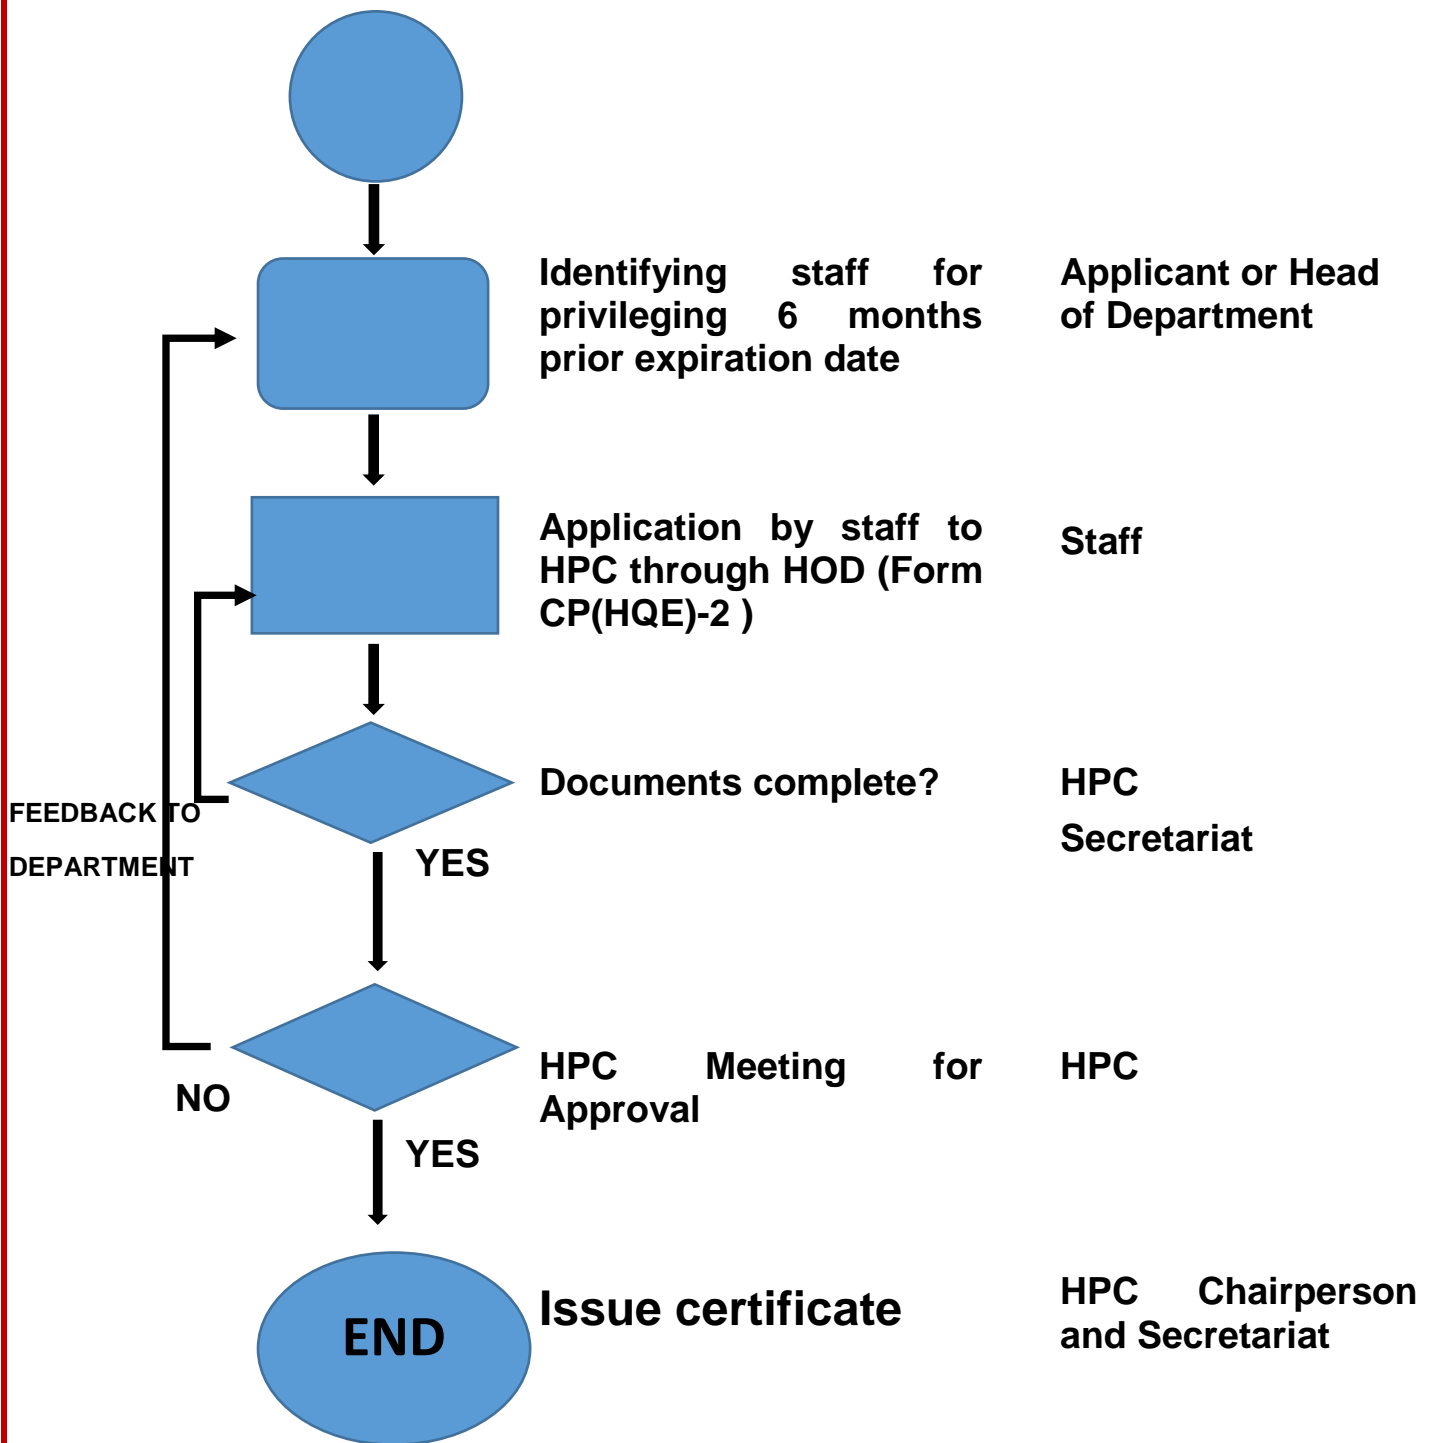 Identifying staff for
privileging 6 months
prior expiration date
Applicant or Head
of Department
Application by staff to
HPC through HOD (Form
CP(HQE)-2 )
Staff
Documents complete?
HPC
Secretariat
FEEDBACK TO
DEPARTMENT
YES
HPC Meeting for
Approval
HPC
NO
YES
END
Issue certificate
HPC Chairperson
and Secretariat